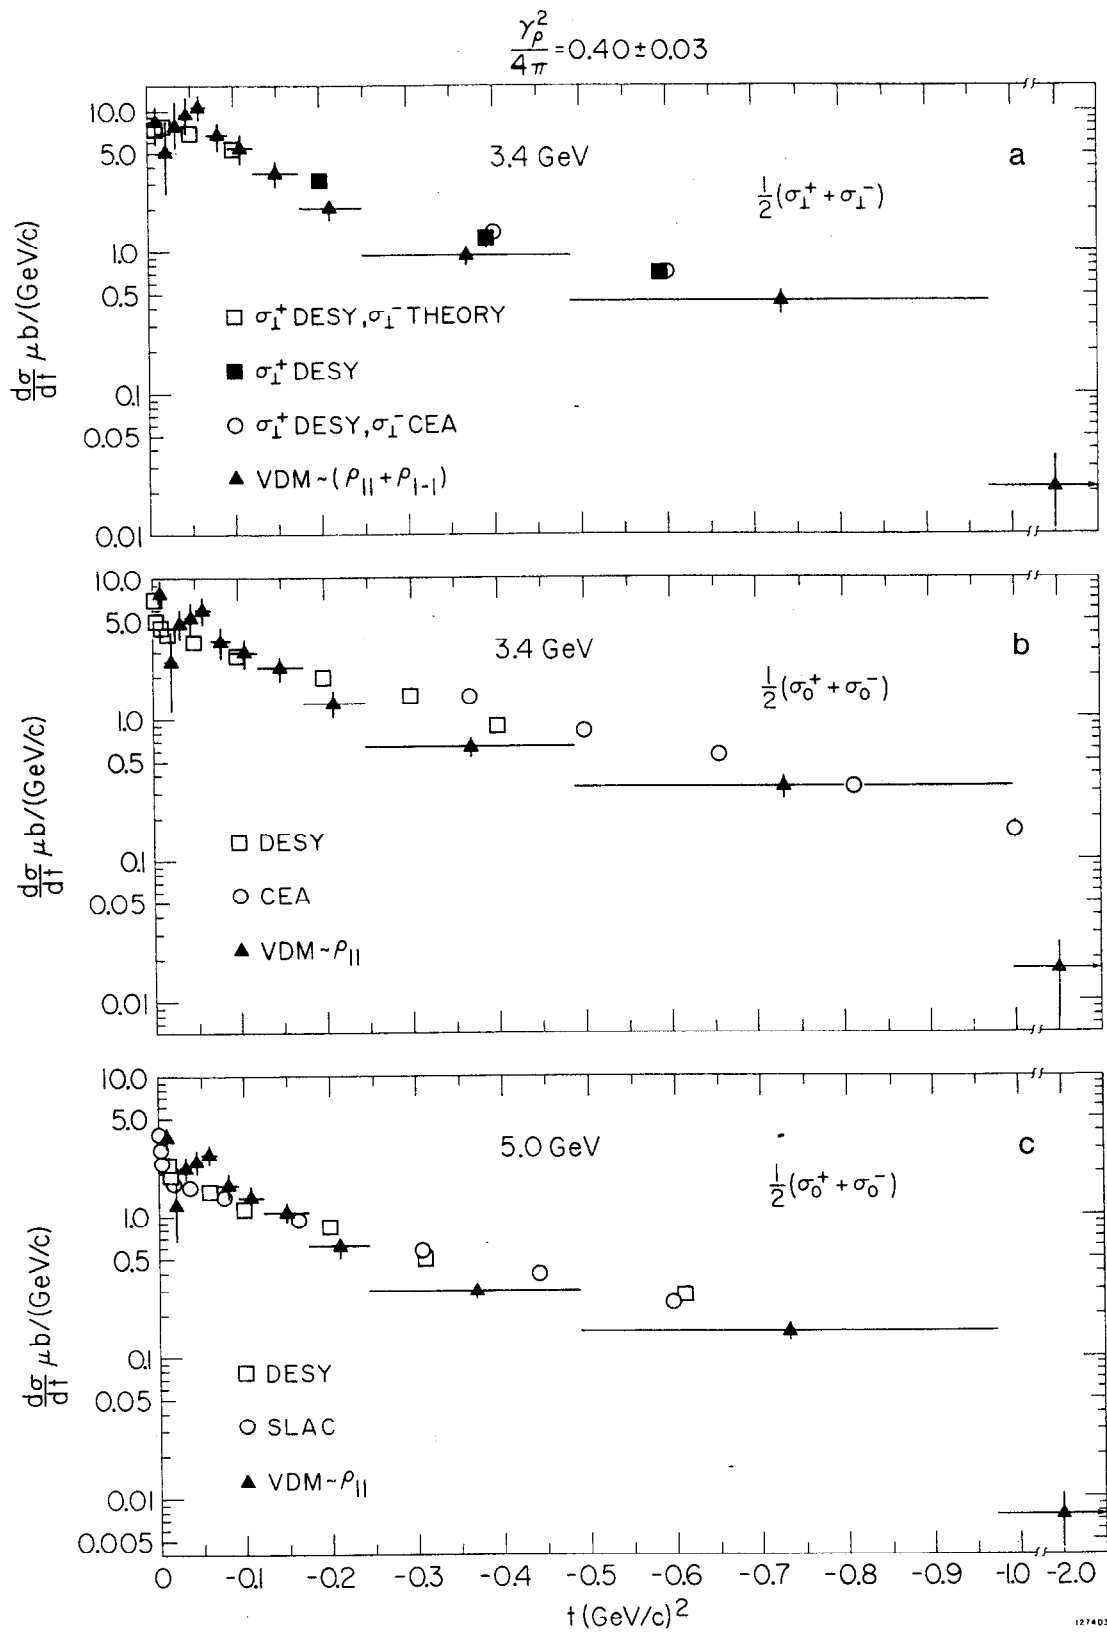 γρ²/4π = 0.40 ± 0.03
10.0
5.0
1.0
0.5
0.1
0.05
0.01
dσ/dt μb/(GeV/c)
3.4 GeV
a
½(σ⊥⁺ + σ⊥⁻)
□ σ⊥⁺ DESY, σ⊥⁻ THEORY
■ σ⊥⁺ DESY
○ σ⊥⁺ DESY, σ⊥⁻ CEA
▲ VDM ~ (ρ₁₁ + ρ₁₋₁)
10.0
5.0
1.0
0.5
0.1
0.05
0.01
dσ/dt μb/(GeV/c)
3.4 GeV
b
½(σ₀⁺ + σ₀⁻)
□ DESY
○ CEA
▲ VDM ~ ρ₁₁
10.0
5.0
1.0
0.5
0.1
0.05
0.01
0.005
dσ/dt μb/(GeV/c)
5.0 GeV
c
½(σ₀⁺ + σ₀⁻)
□ DESY
○ SLAC
▲ VDM ~ ρ₁₁
0 -0.1 -0.2 -0.3 -0.4 -0.5 -0.6 -0.7 -0.8 -0.9 -1.0 -2.0
t (GeV/c)²